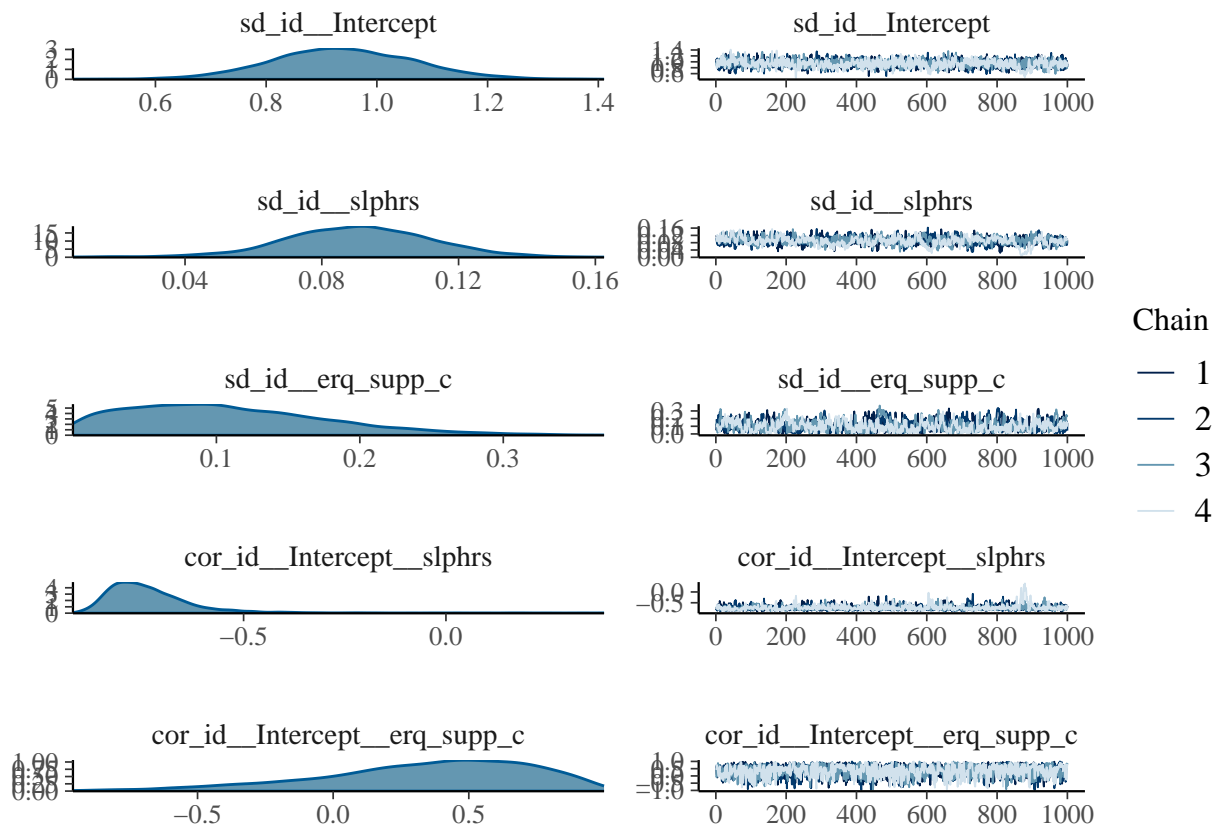 sd_id__Intercept
sd_id__Intercept
0.6 0.8 1.0 1.2 1.4
0 200 400 600 800 1000
sd_id__slphrs
sd_id__slphrs
0.04 0.08 0.12 0.16
0 200 400 600 800 1000
Chain
1
2
3
4
sd_id__erq_supp_c
sd_id__erq_supp_c
0.1 0.2 0.3
0 200 400 600 800 1000
cor_id__Intercept__slphrs
cor_id__Intercept__slphrs
0.0
−0.5
−0.5 0.0
0 200 400 600 800 1000
cor_id__Intercept__erq_supp_c
cor_id__Intercept__erq_supp_c
−0.5 0.0 0.5
0 200 400 600 800 1000